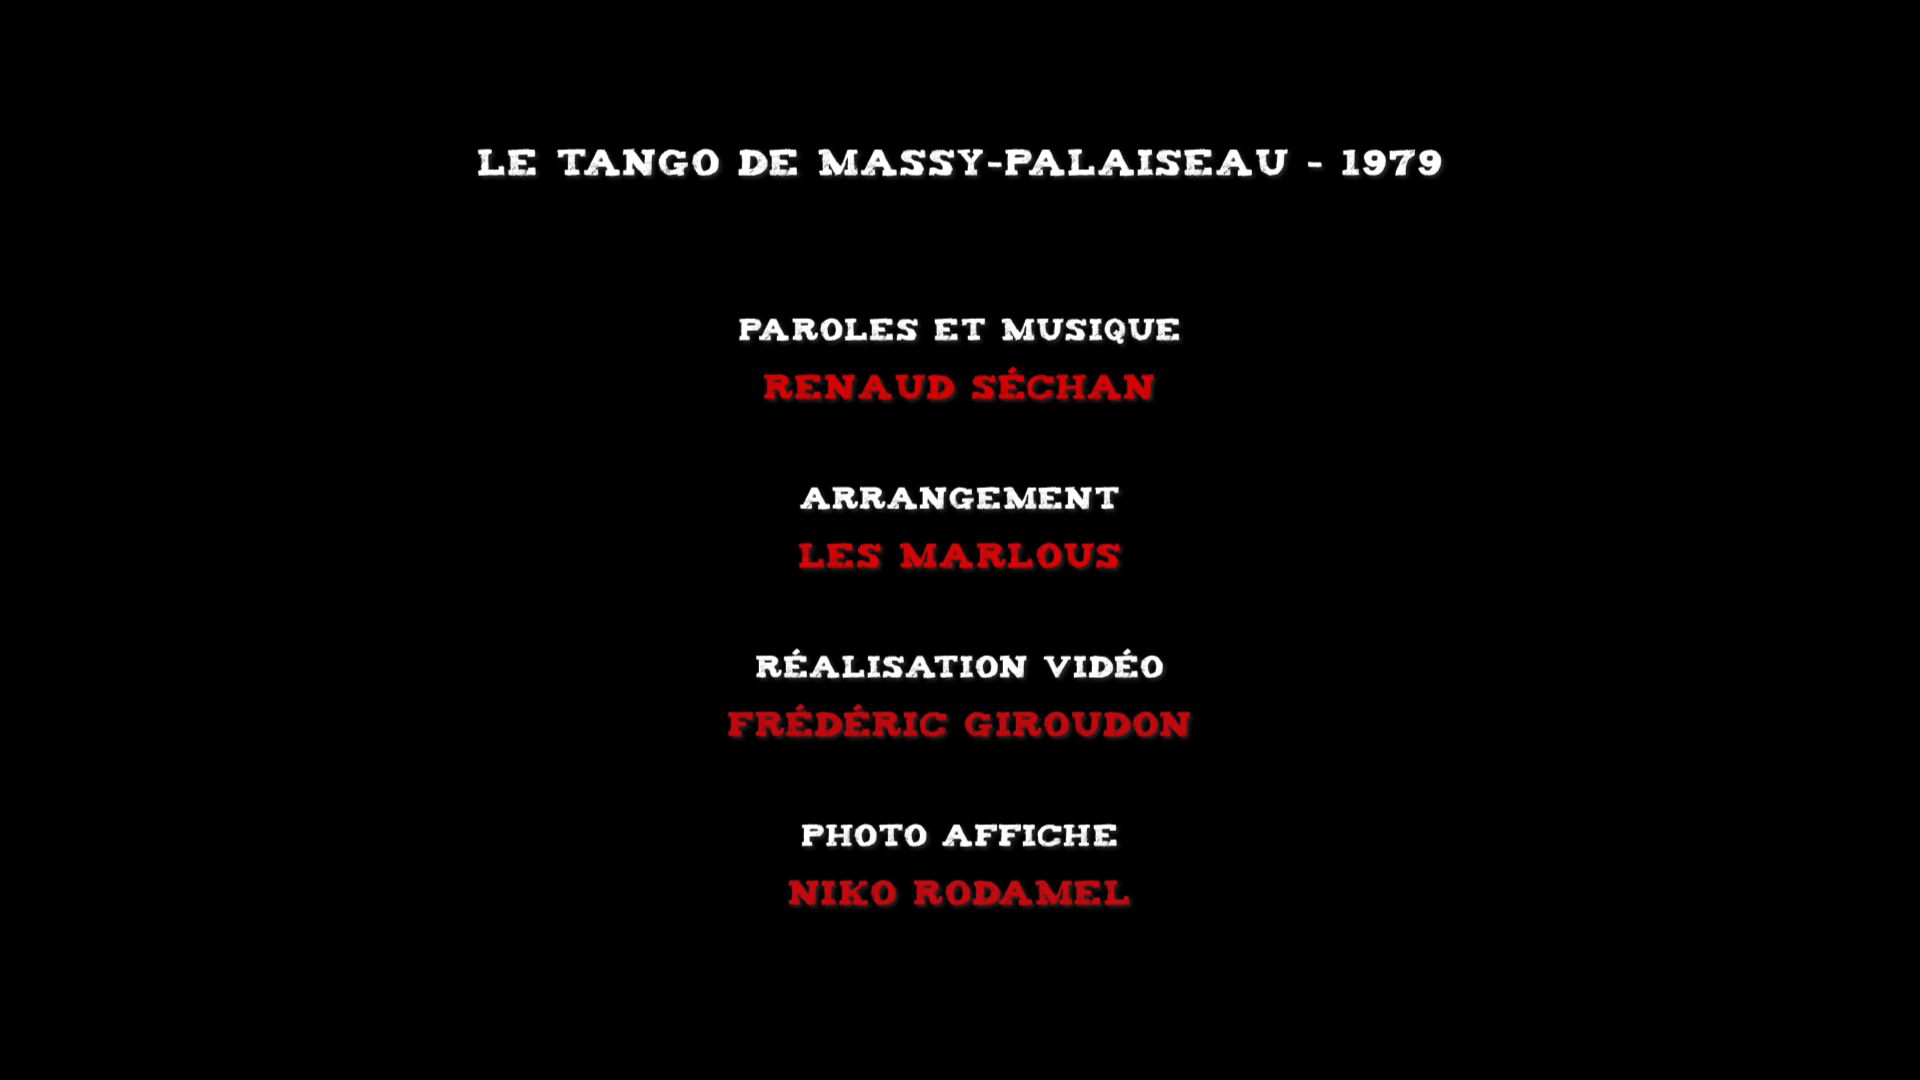 LE TANGO DE MASSY-PALAISEAU - 1979
PAROLES ET MUSIQUE
RENAUD SÉCHAN
ARRANGEMENT
LES MARLOUS
RÉALISATION VIDÉO
FRÉDÉRIC GIROUDON
PHOTO AFFICHE
NIKO RODAMEL